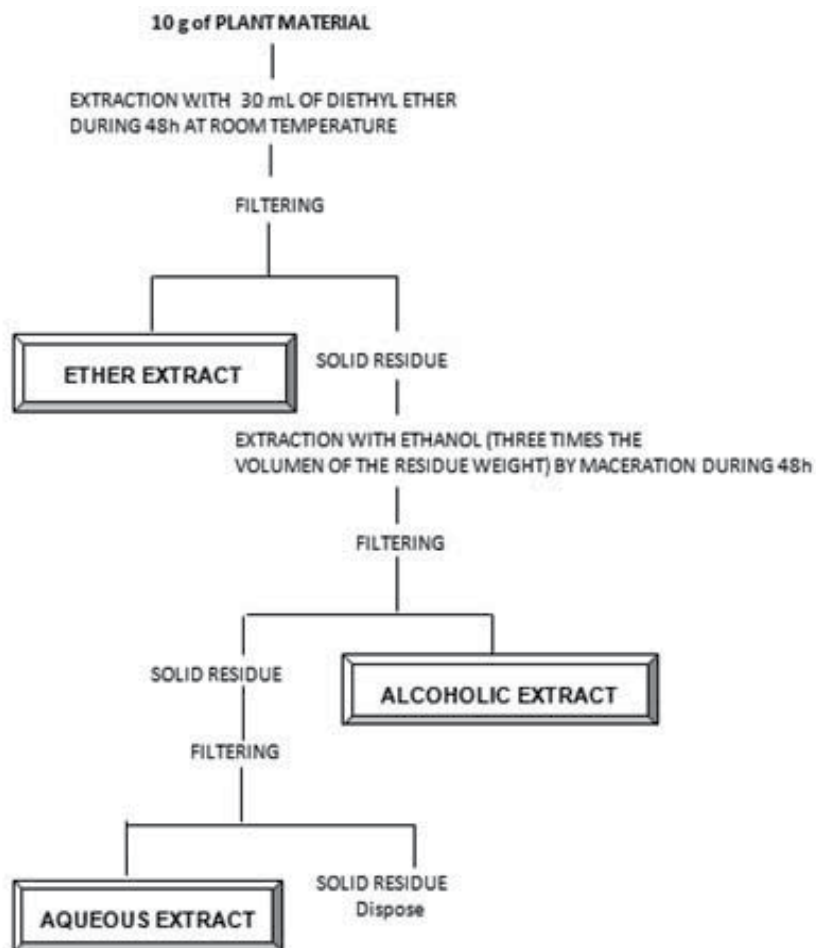 10 g of PLANT MATERIAL
EXTRACTION WITH 30 mL OF DIETHYL ETHER
DURING 48h AT ROOM TEMPERATURE
FILTERING
ETHER EXTRACT
SOLID RESIDUE
EXTRACTION WITH ETHANOL (THREE TIMES THE
VOLUMEN OF THE RESIDUE WEIGHT) BY MACERATION DURING 48h
FILTERING
SOLID RESIDUE
ALCOHOLIC EXTRACT
FILTERING
AQUEOUS EXTRACT
SOLID RESIDUE
Dispose